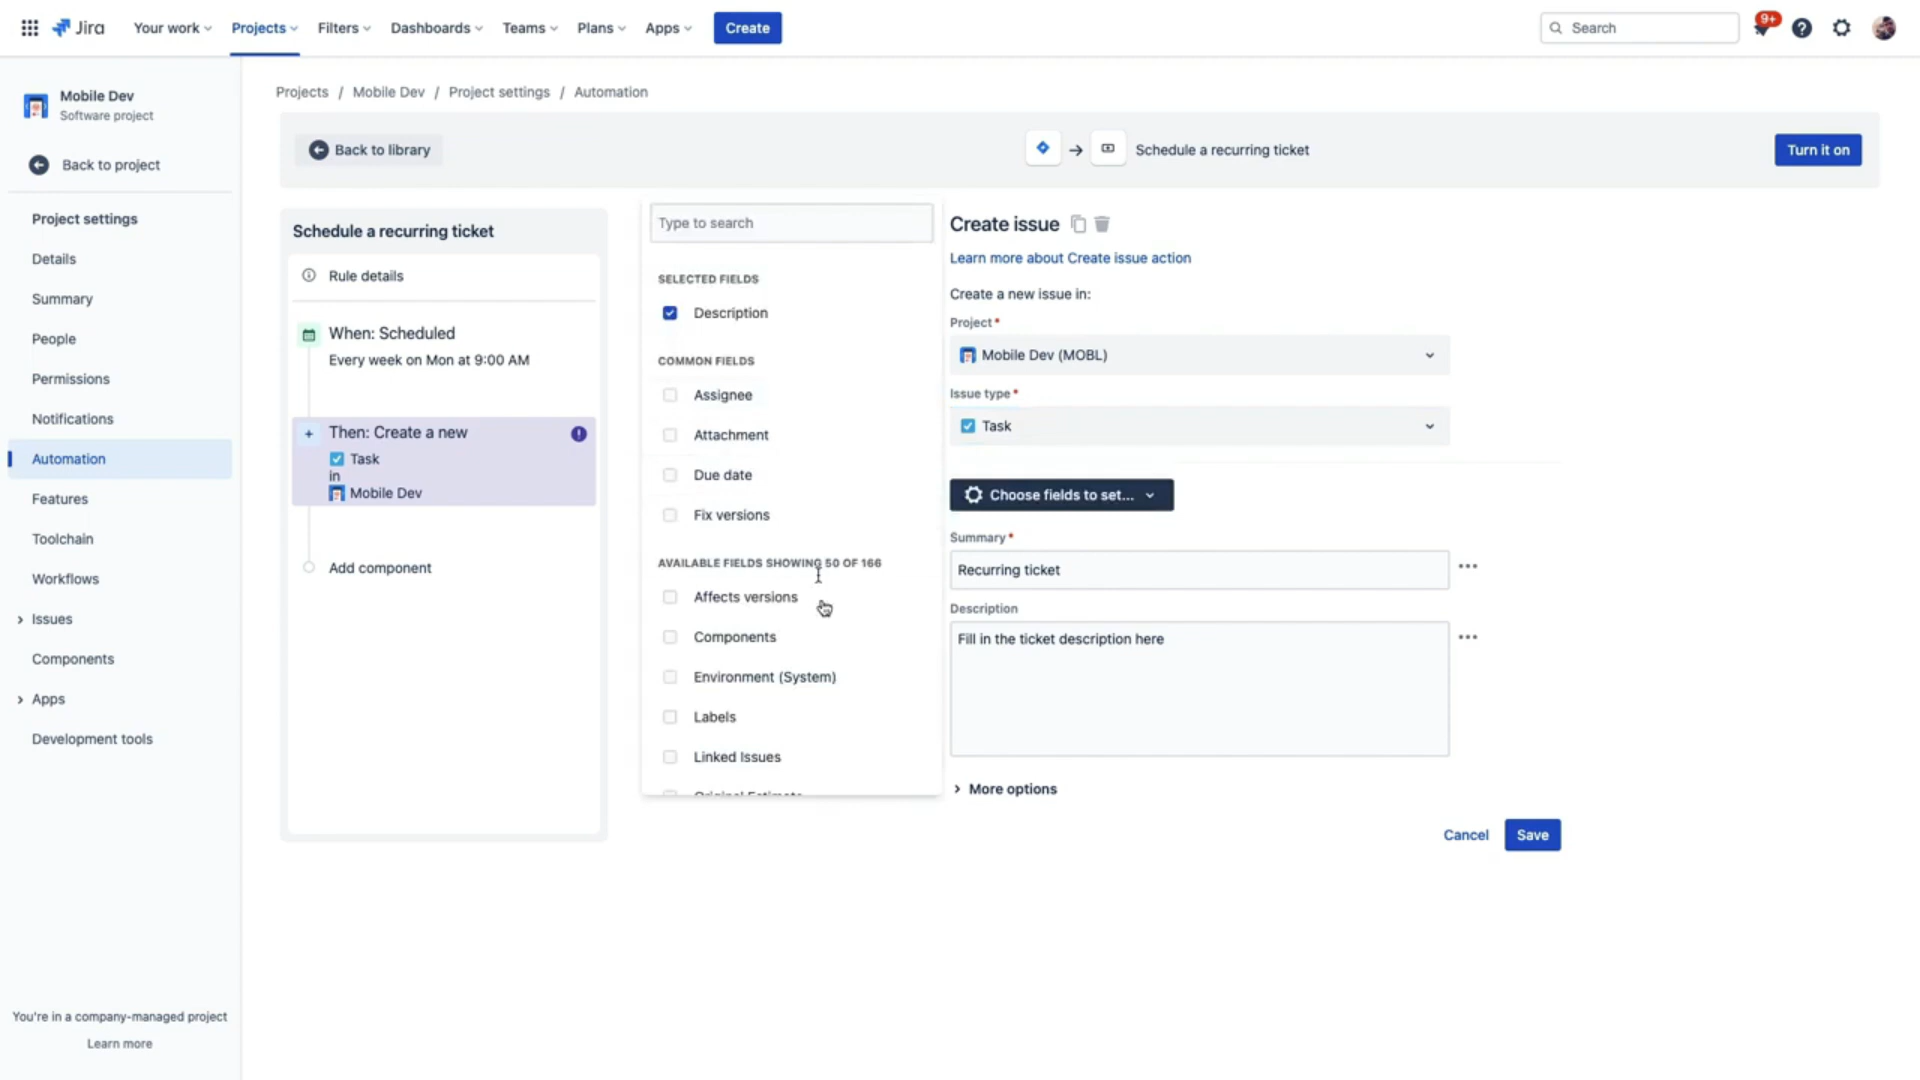 Jira
Your work
Projects
Filters
Dashboards
Teams
Plans
Apps
Create
Search
9+
Mobile Dev
Software project
Back to project
Project settings
Details
Summary
People
Permissions
Notifications
Automation
Features
Toolchain
Workflows
Issues
Components
Apps
Development tools
You're in a company-managed project
Learn more
Projects / Mobile Dev / Project settings / Automation
Back to library
Schedule a recurring ticket
Turn it on
Schedule a recurring ticket
Rule details
When: Scheduled
Every week on Mon at 9:00 AM
Then: Create a new
Task
in
Mobile Dev
Add component
Type to search
SELECTED FIELDS
Description
COMMON FIELDS
Assignee
Attachment
Due date
Fix versions
AVAILABLE FIELDS SHOWING 50 OF 166
Affects versions
Components
Environment (System)
Labels
Linked Issues
Original Estimate
Create issue
Learn more about Create issue action
Create a new issue in:
Project*
Mobile Dev (MOBL)
Issue type*
Task
Choose fields to set...
Summary*
Recurring ticket
Description
Fill in the ticket description here
More options
Cancel
Save